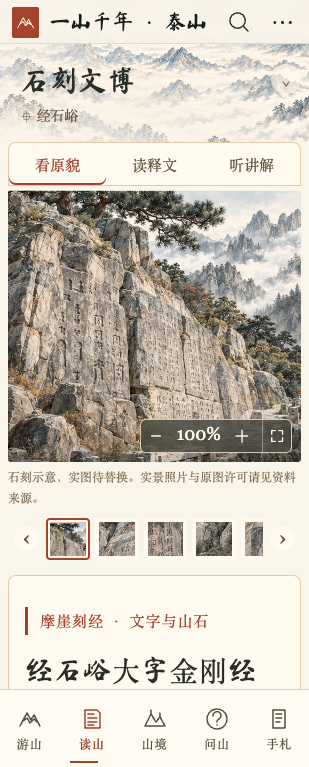 一山千年 · 泰山
石刻文博
经石峪
看原貌
读释文
听讲解
100%
石刻示意，实图待替换。实景照片与原图许可请见资料
来源。
摩崖刻经 · 文字与山石
经石峪大字金刚经
游山
读山
山境
问山
手札